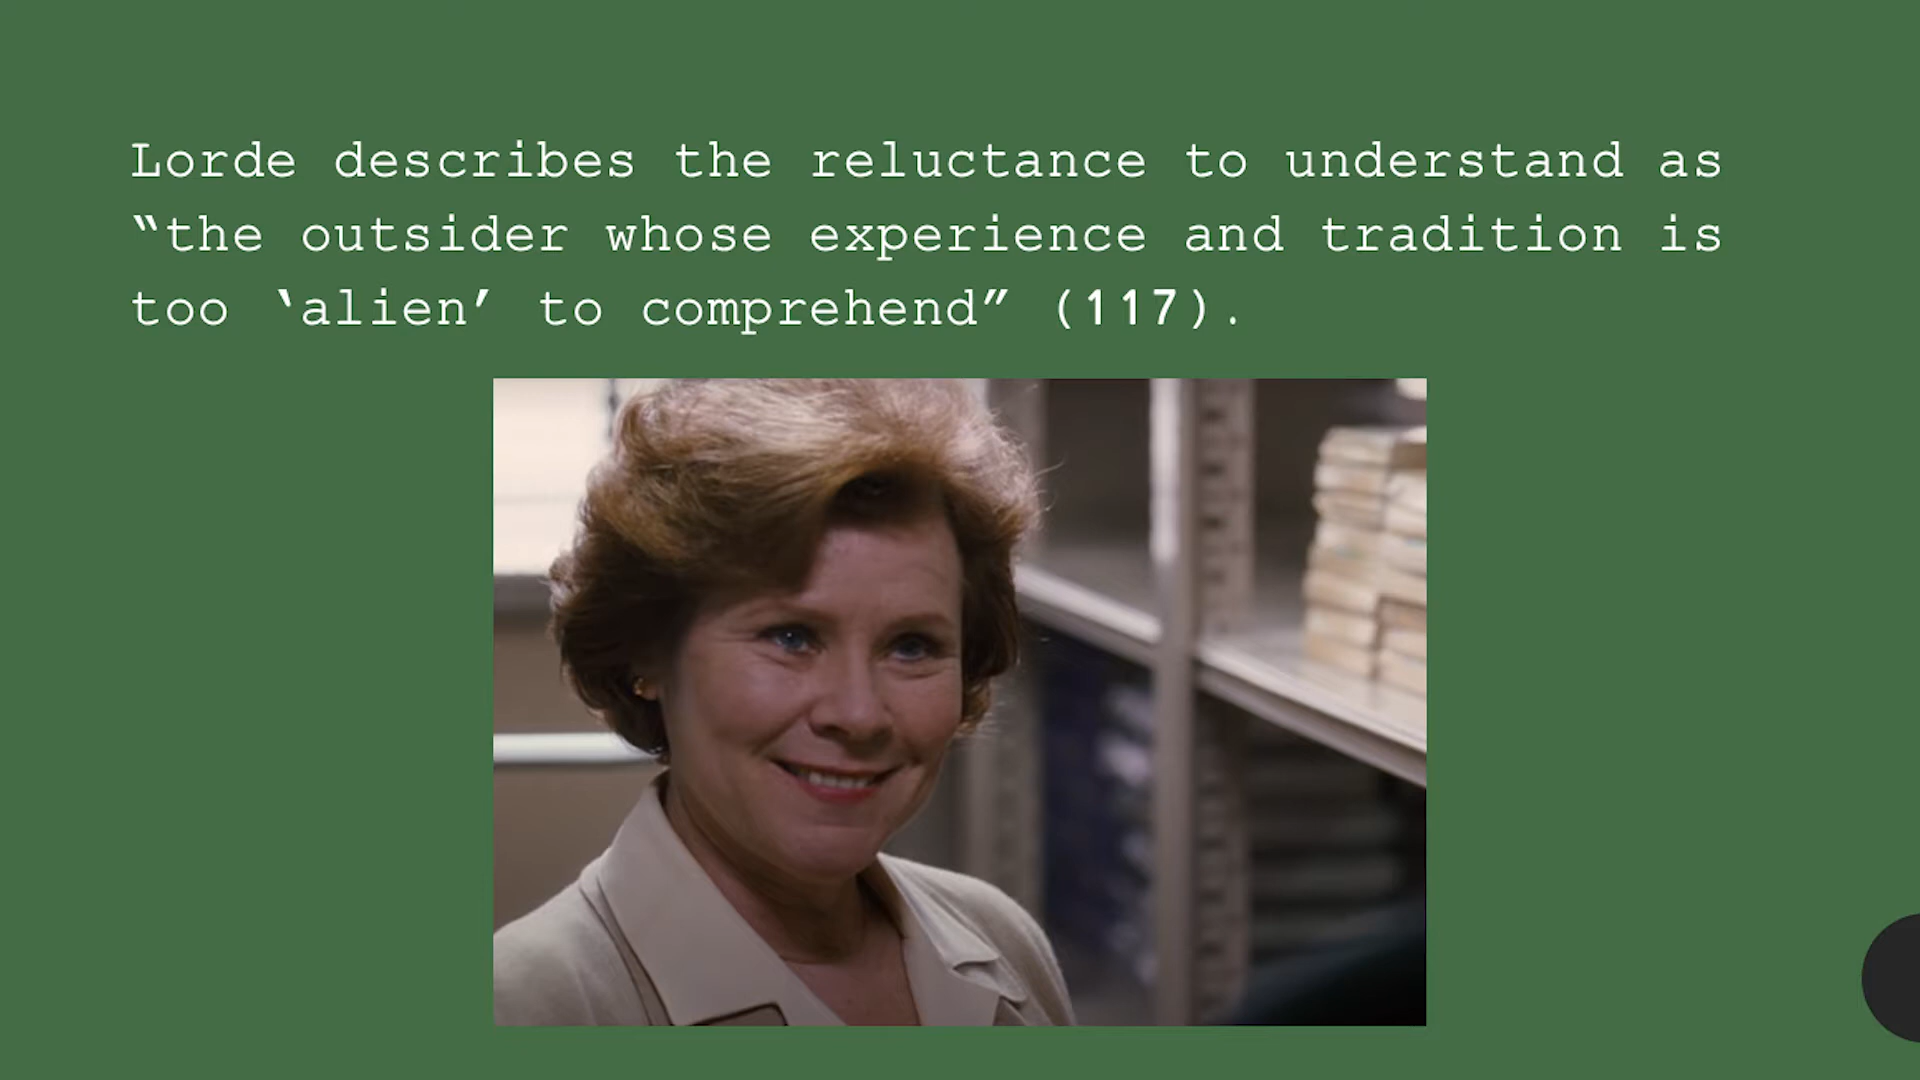 Lorde describes the reluctance to understand as
“the outsider whose experience and tradition is
too ‘alien’ to comprehend” (117).